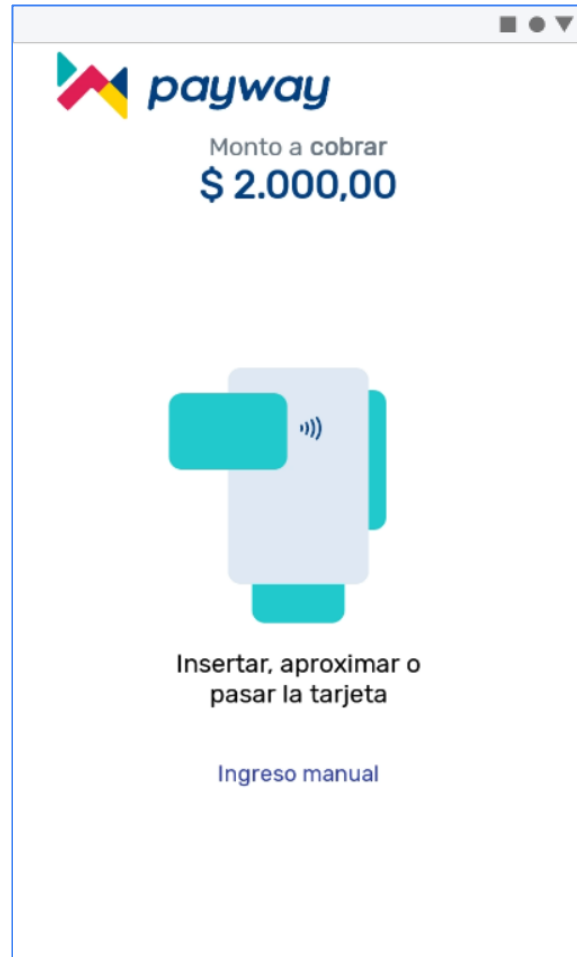 payway
Monto a cobrar
$ 2.000,00
Insertar, aproximar o
pasar la tarjeta
Ingreso manual